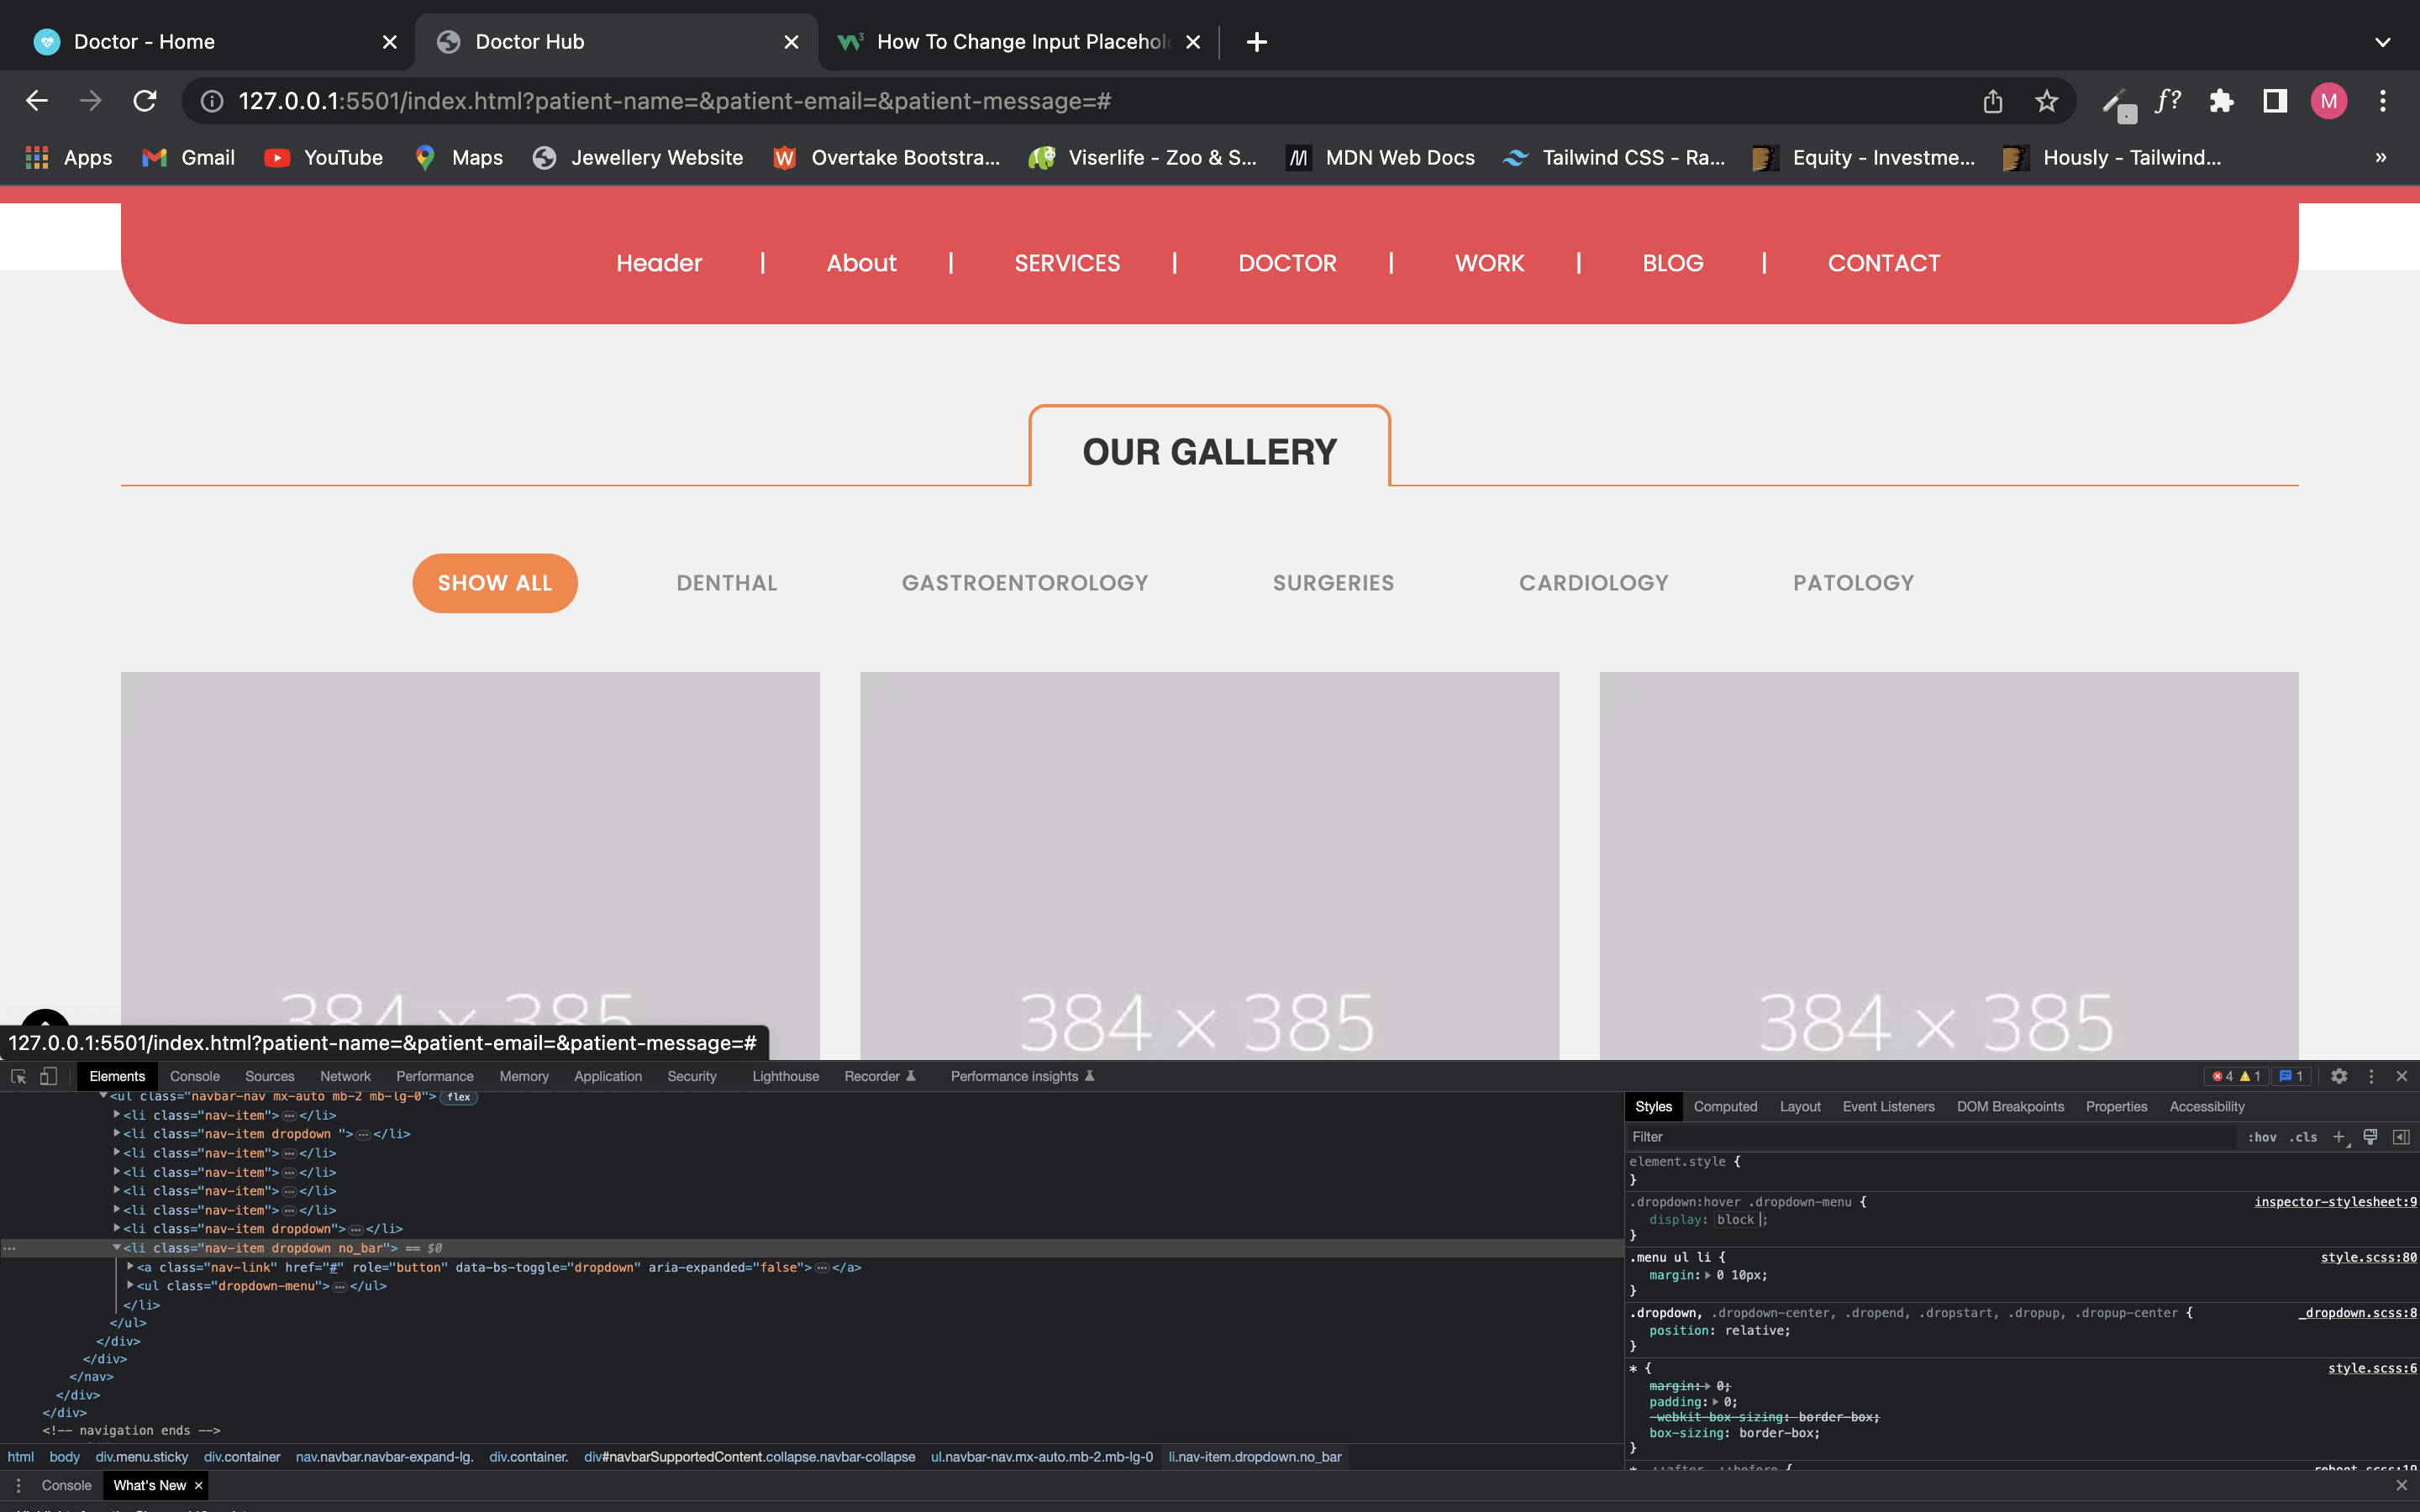 Doctor - Home
Doctor Hub
How To Change Input Placehol
127.0.0.1:5501/index.html?patient-name=&patient-email=&patient-message=#
f?
M
Apps
Gmail
YouTube
Maps
Jewellery Website
Overtake Bootstra...
Viserlife - Zoo & S...
MDN Web Docs
Tailwind CSS - Ra...
Equity - Investme...
Hously - Tailwind...
»
Header | About | SERVICES | DOCTOR | WORK | BLOG | CONTACT
OUR GALLERY
SHOW ALL
DENTHAL
GASTROENTOROLOGY
SURGERIES
CARDIOLOGY
PATOLOGY
384 × 385
384 × 385
384 × 385
127.0.0.1:5501/index.html?patient-name=&patient-email=&patient-message=#
Elements Console Sources Network Performance Memory Application Security Lighthouse Recorder Performance insights
4 1 1
<ul class="navbar-nav mx-auto mb-2 mb-lg-0"> flex
<li class="nav-item">…</li>
<li class="nav-item dropdown ">…</li>
<li class="nav-item">…</li>
<li class="nav-item">…</li>
<li class="nav-item">…</li>
<li class="nav-item">…</li>
<li class="nav-item dropdown">…</li>
<li class="nav-item dropdown no_bar"> == $0
<a class="nav-link" href="#" role="button" data-bs-toggle="dropdown" aria-expanded="false">…</a>
<ul class="dropdown-menu">…</ul>
</li>
</ul>
</div>
</div>
</nav>
</div>
</div>
<!-- navigation ends -->
html body div.menu.sticky div.container nav.navbar.navbar-expand-lg. div.container. div#navbarSupportedContent.collapse.navbar-collapse ul.navbar-nav.mx-auto.mb-2.mb-lg-0 li.nav-item.dropdown.no_bar
Styles Computed Layout Event Listeners DOM Breakpoints Properties Accessibility
Filter
:hov .cls +
element.style {
}
.dropdown:hover .dropdown-menu { inspector-stylesheet:9
display: block ;
}
.menu ul li { style.scss:80
margin: 0 10px;
}
.dropdown, .dropdown-center, .dropend, .dropstart, .dropup, .dropup-center { _dropdown.scss:8
position: relative;
}
* { style.scss:6
margin: 0;
padding: 0;
-webkit-box-sizing: border-box;
box-sizing: border-box;
}
*, ::after, ::before {
Console What's New